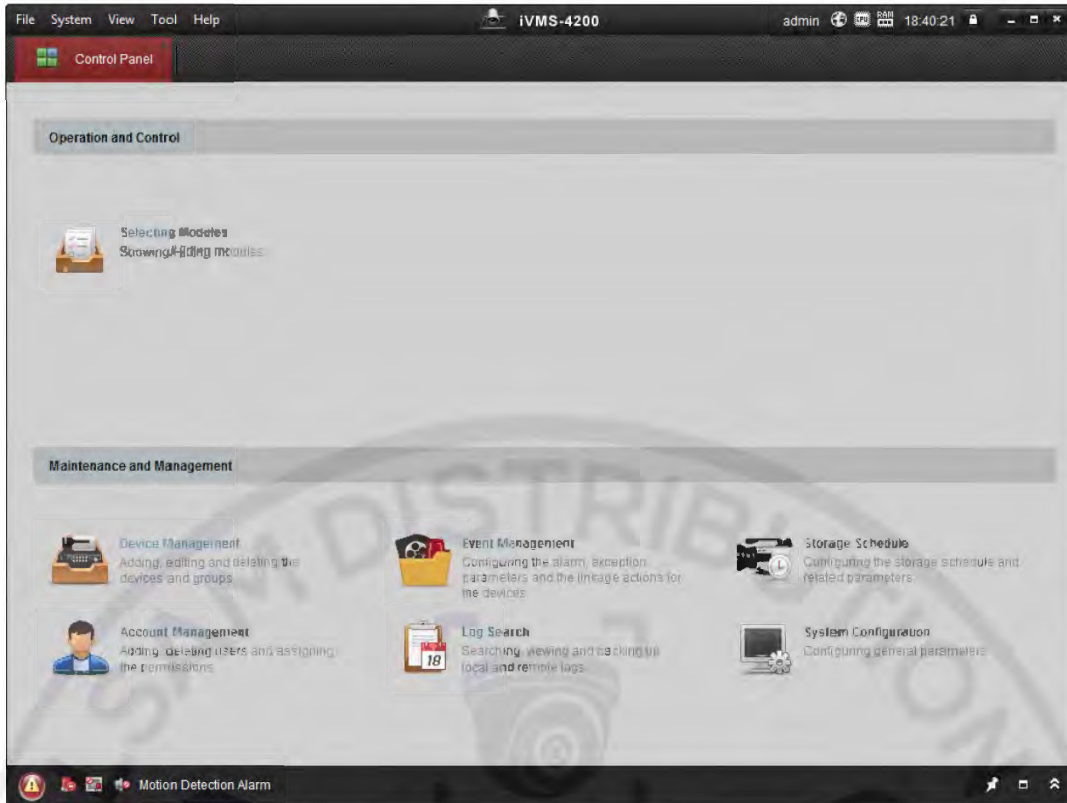 File System View Tool Help
iVMS-4200
admin
CPU
RAM
18:40:21
Control Panel
Operation and Control
Selecting Modules
Showing/Hiding modules.
Maintenance and Management
Device Management
Adding, editing and deleting the
devices and groups.
Event Management
Configuring the alarm, exception
parameters and the linkage actions for
the devices.
Storage Schedule
Configuring the storage schedule and
related parameters.
Account Management
Adding, deleting users and assigning
the permissions.
Log Search
Searching, viewing and backing up
local and remote logs.
18
System Configuration
Configuring general parameters.
Motion Detection Alarm
DISTRIBUTION